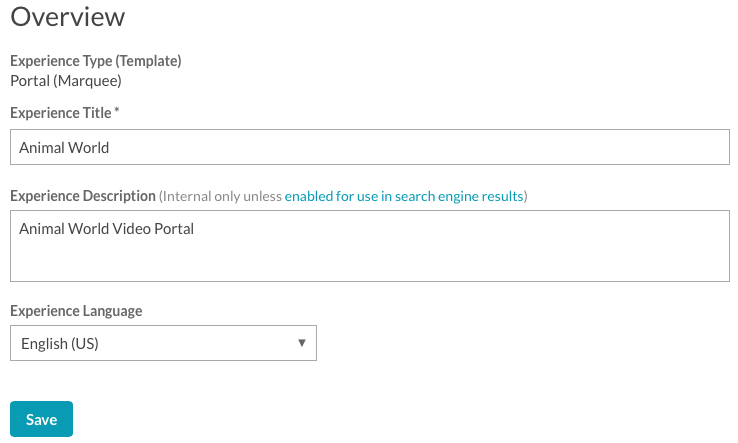 Overview
Experience Type (Template)
Portal (Marquee)
Experience Title *
Animal World
Experience Description (Internal only unless enabled for use in search engine results)
Animal World Video Portal
Experience Language
English (US)
Save